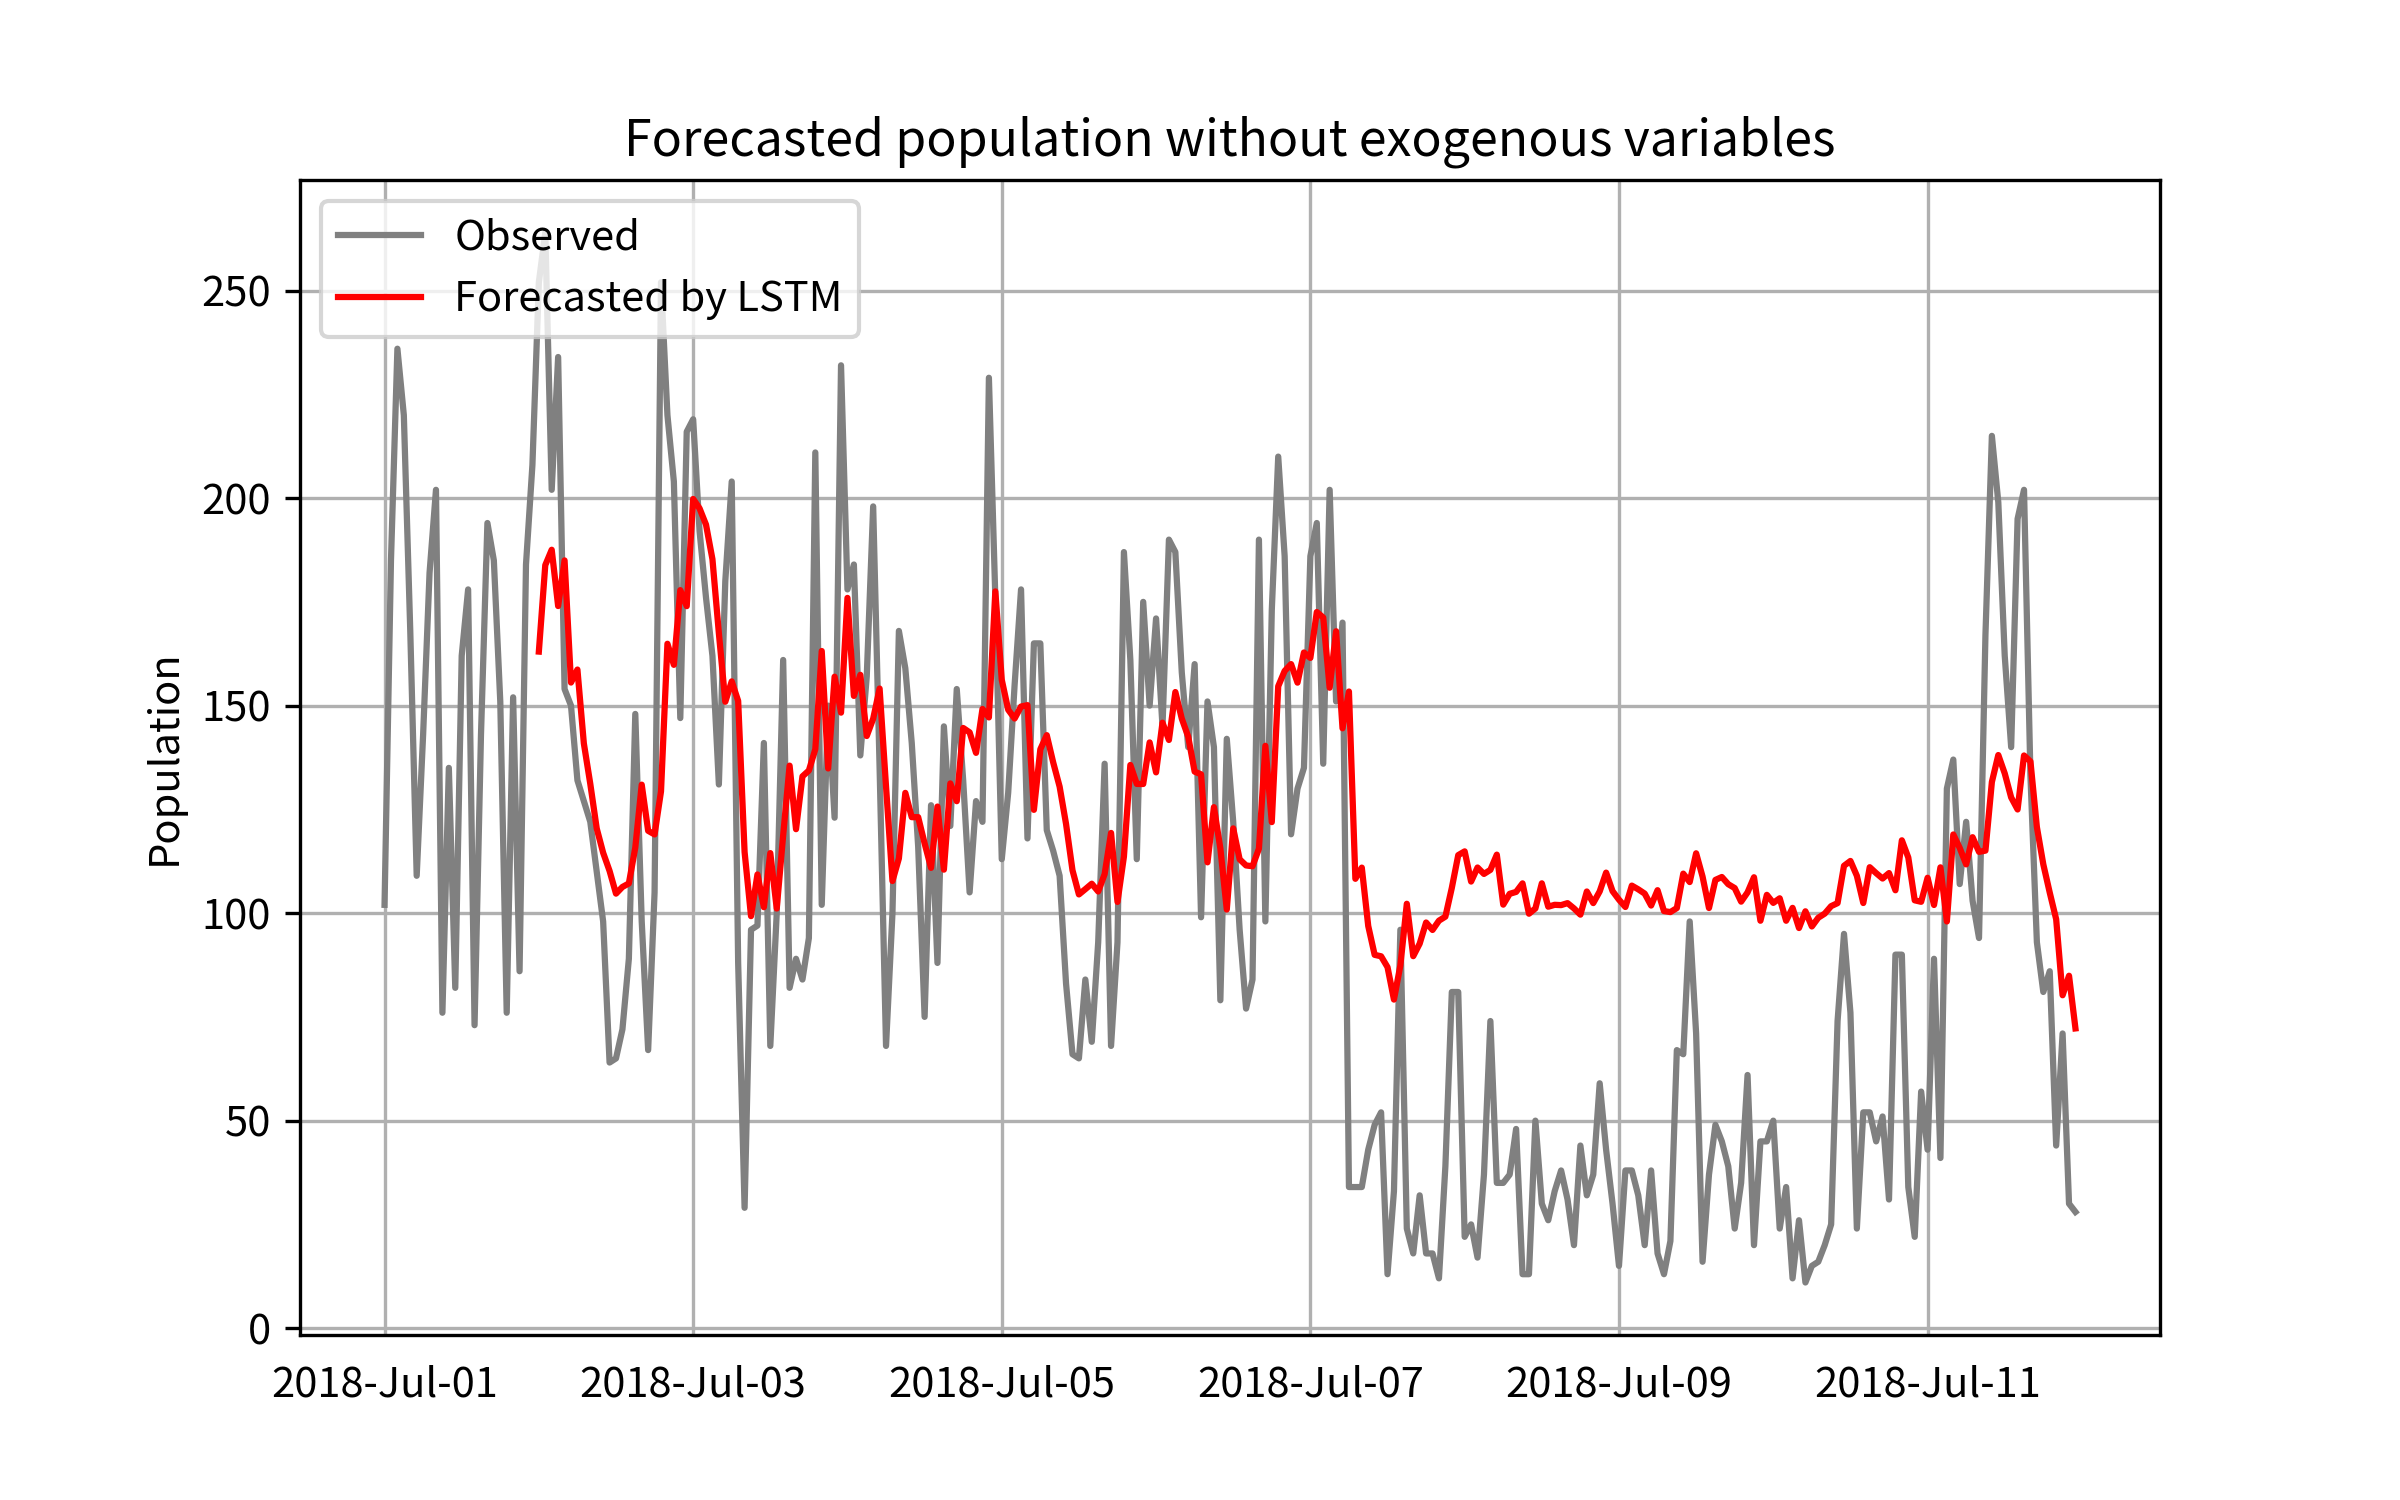 Forecasted population without exogenous variables
Observed
Forecasted by LSTM
Population
250
200
150
100
50
0
2018-Jul-01 2018-Jul-03 2018-Jul-05 2018-Jul-07 2018-Jul-09 2018-Jul-11